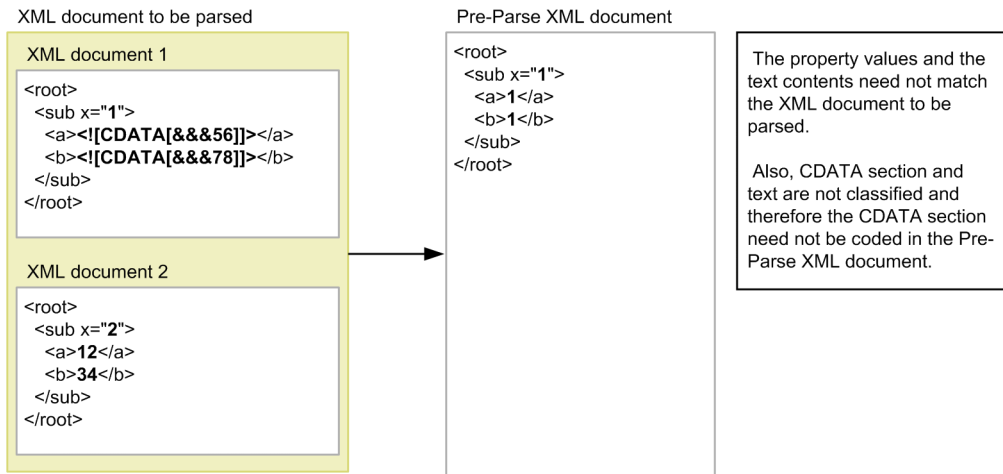 XML document to be parsed
XML document 1
<root>
<sub x="1">
<a><![CDATA[&&&56]]></a>
<b><![CDATA[&&&78]]></b>
</sub>
</root>
XML document 2
<root>
<sub x="2">
<a>12</a>
<b>34</b>
</sub>
</root>
Pre-Parse XML document
<root>
<sub x="1">
<a>1</a>
<b>1</b>
</sub>
</root>
The property values and the
text contents need not match
the XML document to be
parsed.
Also, CDATA section and
text are not classified and
therefore the CDATA section
need not be coded in the Pre-
Parse XML document.